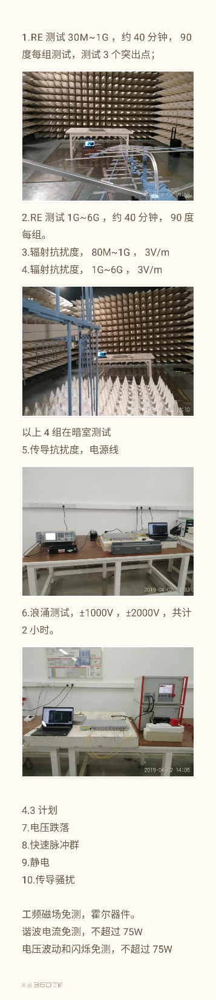 1.RE 测试 30M~1G ，约 40 分钟， 90
度每组测试，测试 3 个突出点；
2.RE 测试 1G~6G ，约 40 分钟， 90 度
每组。
3.辐射抗扰度， 80M~1G ， 3V/m
4.辐射抗扰度， 1G~6G ， 3V/m
以上 4 组在暗室测试
5.传导抗扰度，电源线
2019-04-02 13:33
6.浪涌测试，±1000V ，±2000V ，共计
2 小时。
2019-04-02 14:05
4.3 计划
7.电压跌落
8.快速脉冲群
9.静电
10.传导骚扰
工频磁场免测，霍尔器件。
谐波电流免测，不超过 75W
电压波动和闪烁免测，不超过 75W
来自360手机